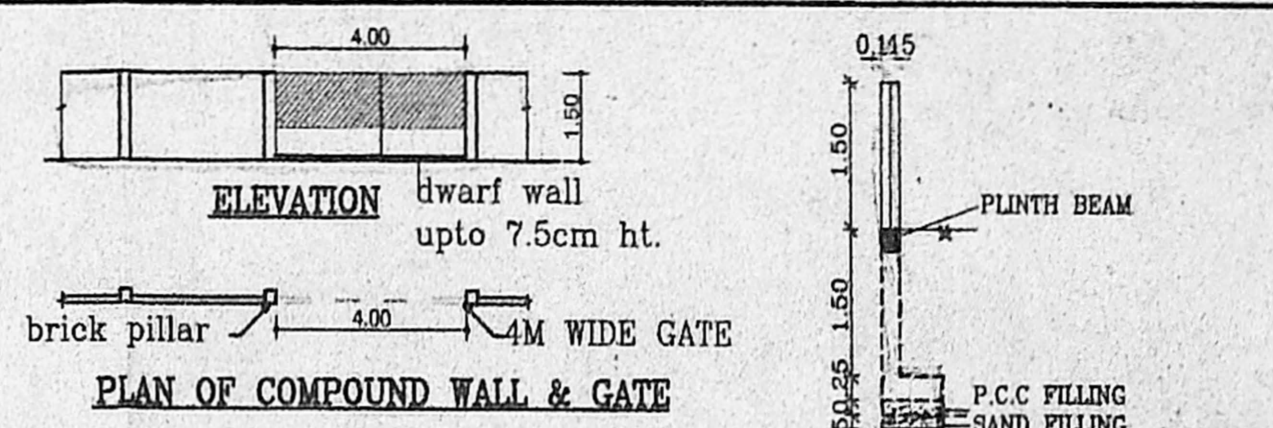 4.00
1.50
ELEVATION
dwarf wall
upto 7.5cm ht.
brick pillar
4.00
4M WIDE GATE
PLAN OF COMPOUND WALL & GATE
0.115
1.50
PLINTH BEAM
1.50
0.25
P.C.C FILLING
SAND FILLING